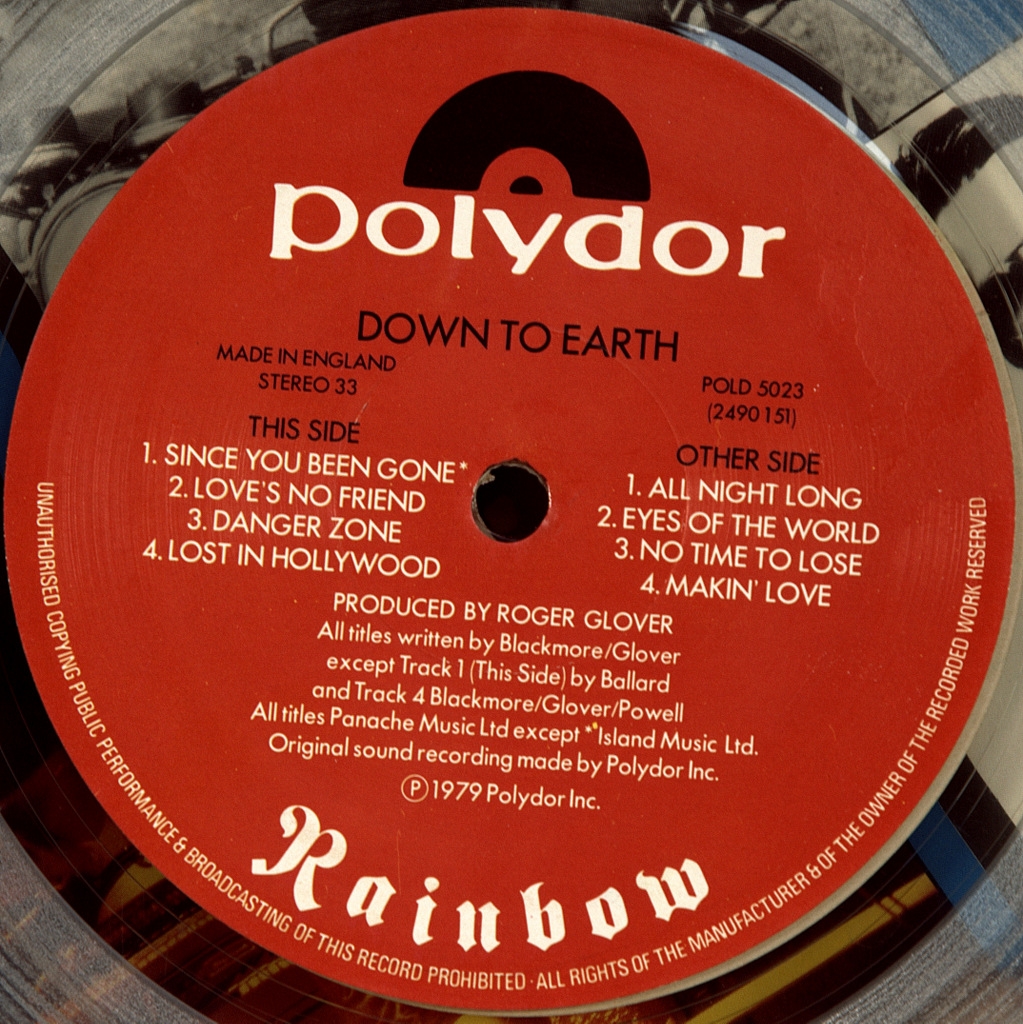 polydor
DOWN TO EARTH
MADE IN ENGLAND
STEREO 33
POLD 5023
(2490 151)
THIS SIDE
1. SINCE YOU BEEN GONE*
2. LOVE'S NO FRIEND
3. DANGER ZONE
4. LOST IN HOLLYWOOD
OTHER SIDE
1. ALL NIGHT LONG
2. EYES OF THE WORLD
3. NO TIME TO LOSE
4. MAKIN' LOVE
PRODUCED BY ROGER GLOVER
All titles written by Blackmore/Glover
except Track 1 (This Side) by Ballard
and Track 4 Blackmore/Glover/Powell
All titles Panache Music Ltd except *Island Music Ltd.
Original sound recording made by Polydor Inc.
Ⓟ 1979 Polydor Inc.
Rainbow
UNAUTHORISED COPYING PUBLIC PERFORMANCE & BROADCASTING OF THIS RECORD PROHIBITED · ALL RIGHTS OF THE MANUFACTURER & OF THE OWNER OF THE RECORDED WORK RESERVED